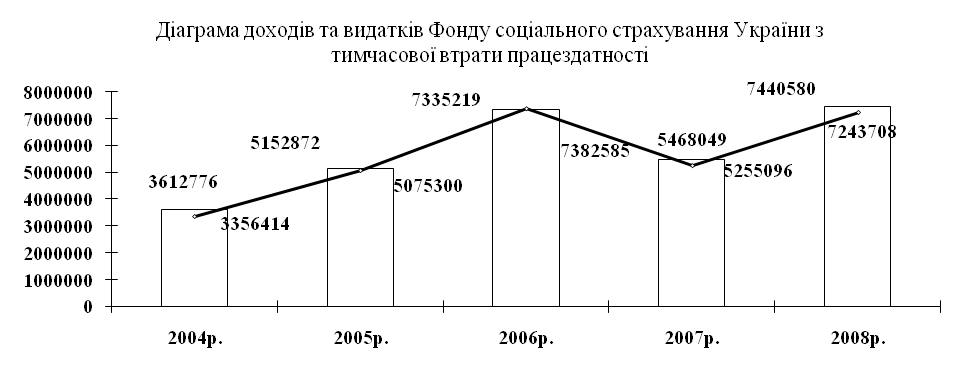 Діаграма доходів та видатків Фонду соціального страхування України з
тимчасової втрати працездатності
8000000
7000000
6000000
5000000
4000000
3000000
2000000
1000000
0
3612776
3356414
5152872
5075300
7335219
7382585
5468049
5255096
7440580
7243708
2004р.
2005р.
2006р.
2007р.
2008р.